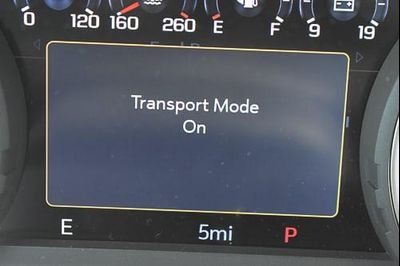 0 120 160 260 E F 9 19
Transport Mode
On
E 5mi P